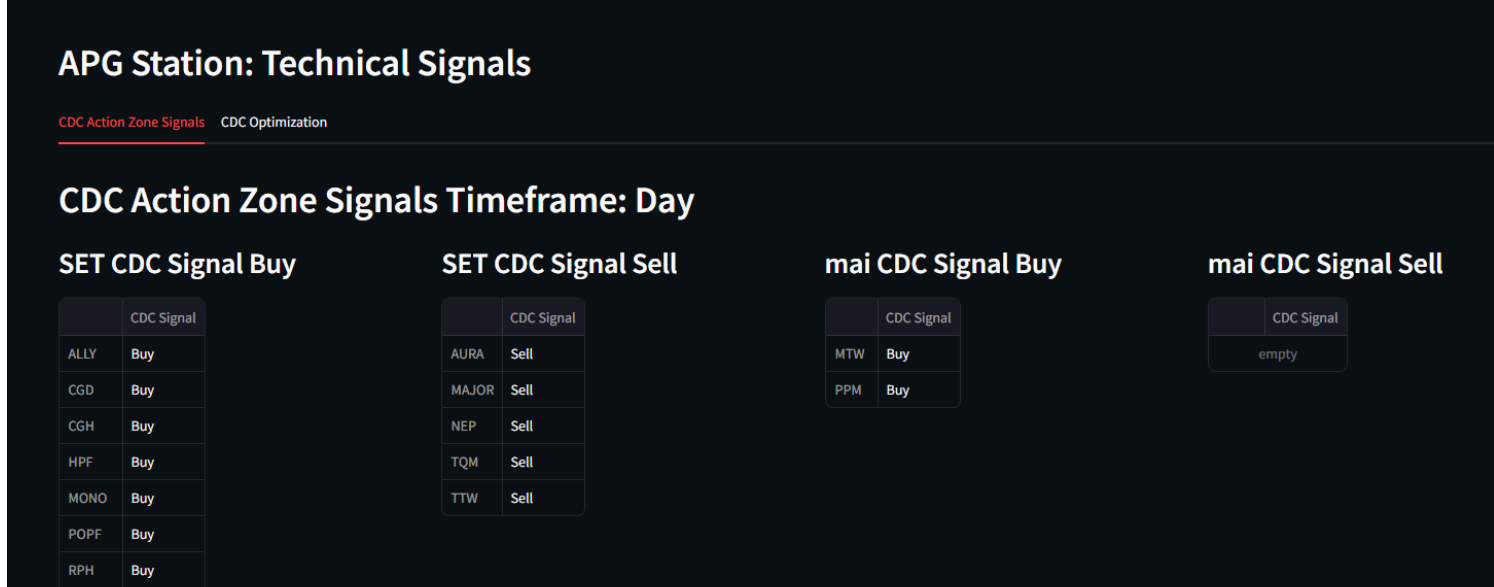 APG Station: Technical Signals
CDC Action Zone Signals CDC Optimization
CDC Action Zone Signals Timeframe: Day
SET CDC Signal Buy
CDC Signal
ALLY Buy
CGD Buy
CGH Buy
HPF Buy
MONO Buy
POPF Buy
RPH Buy
SET CDC Signal Sell
CDC Signal
AURA Sell
MAJOR Sell
NEP Sell
TQM Sell
TTW Sell
mai CDC Signal Buy
CDC Signal
MTW Buy
PPM Buy
mai CDC Signal Sell
CDC Signal
empty